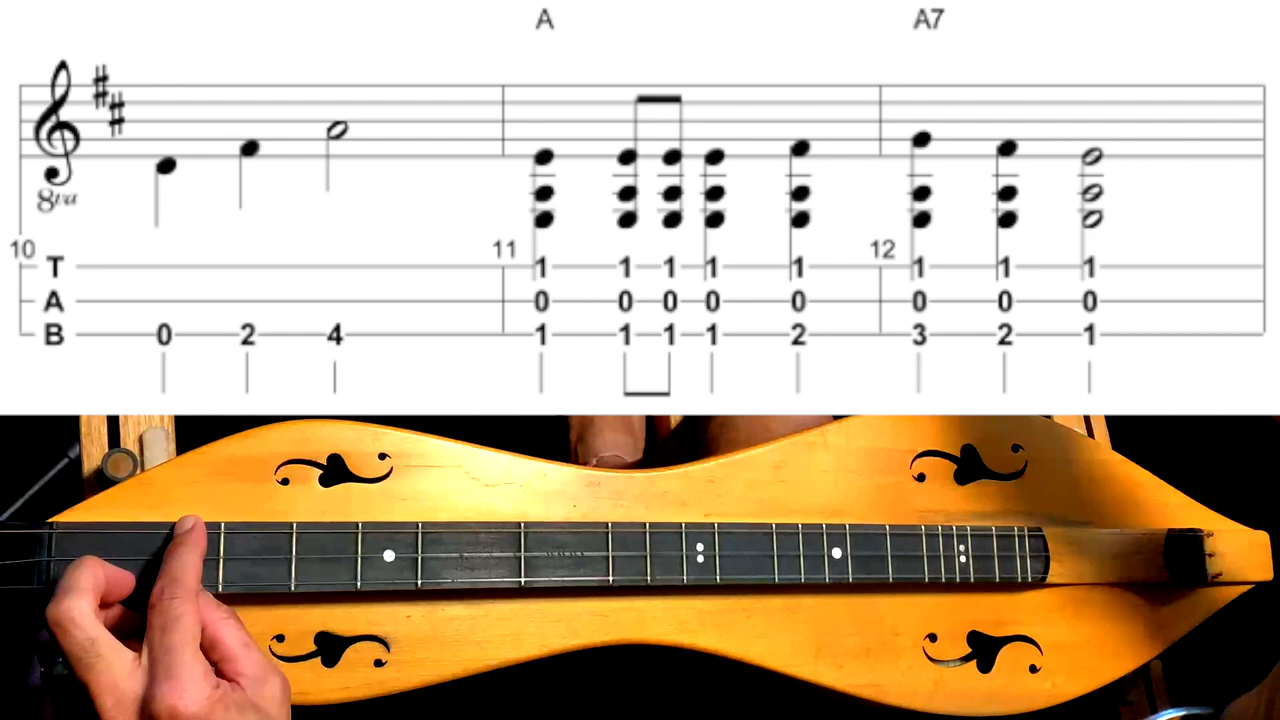 A A7
8va
10 11 12
T 1 1 1 1 1 1 1 1
A 0 0 0 0 0 0 0 0
B 0 2 4 1 1 1 1 2 3 2 1